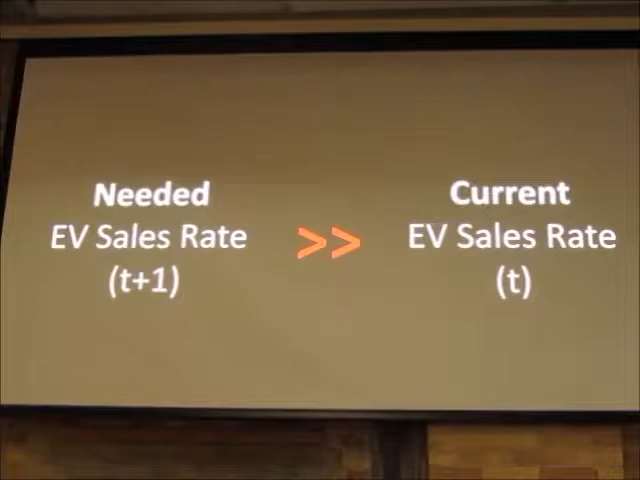 Needed
EV Sales Rate
(t+1)
>>
Current
EV Sales Rate
(t)